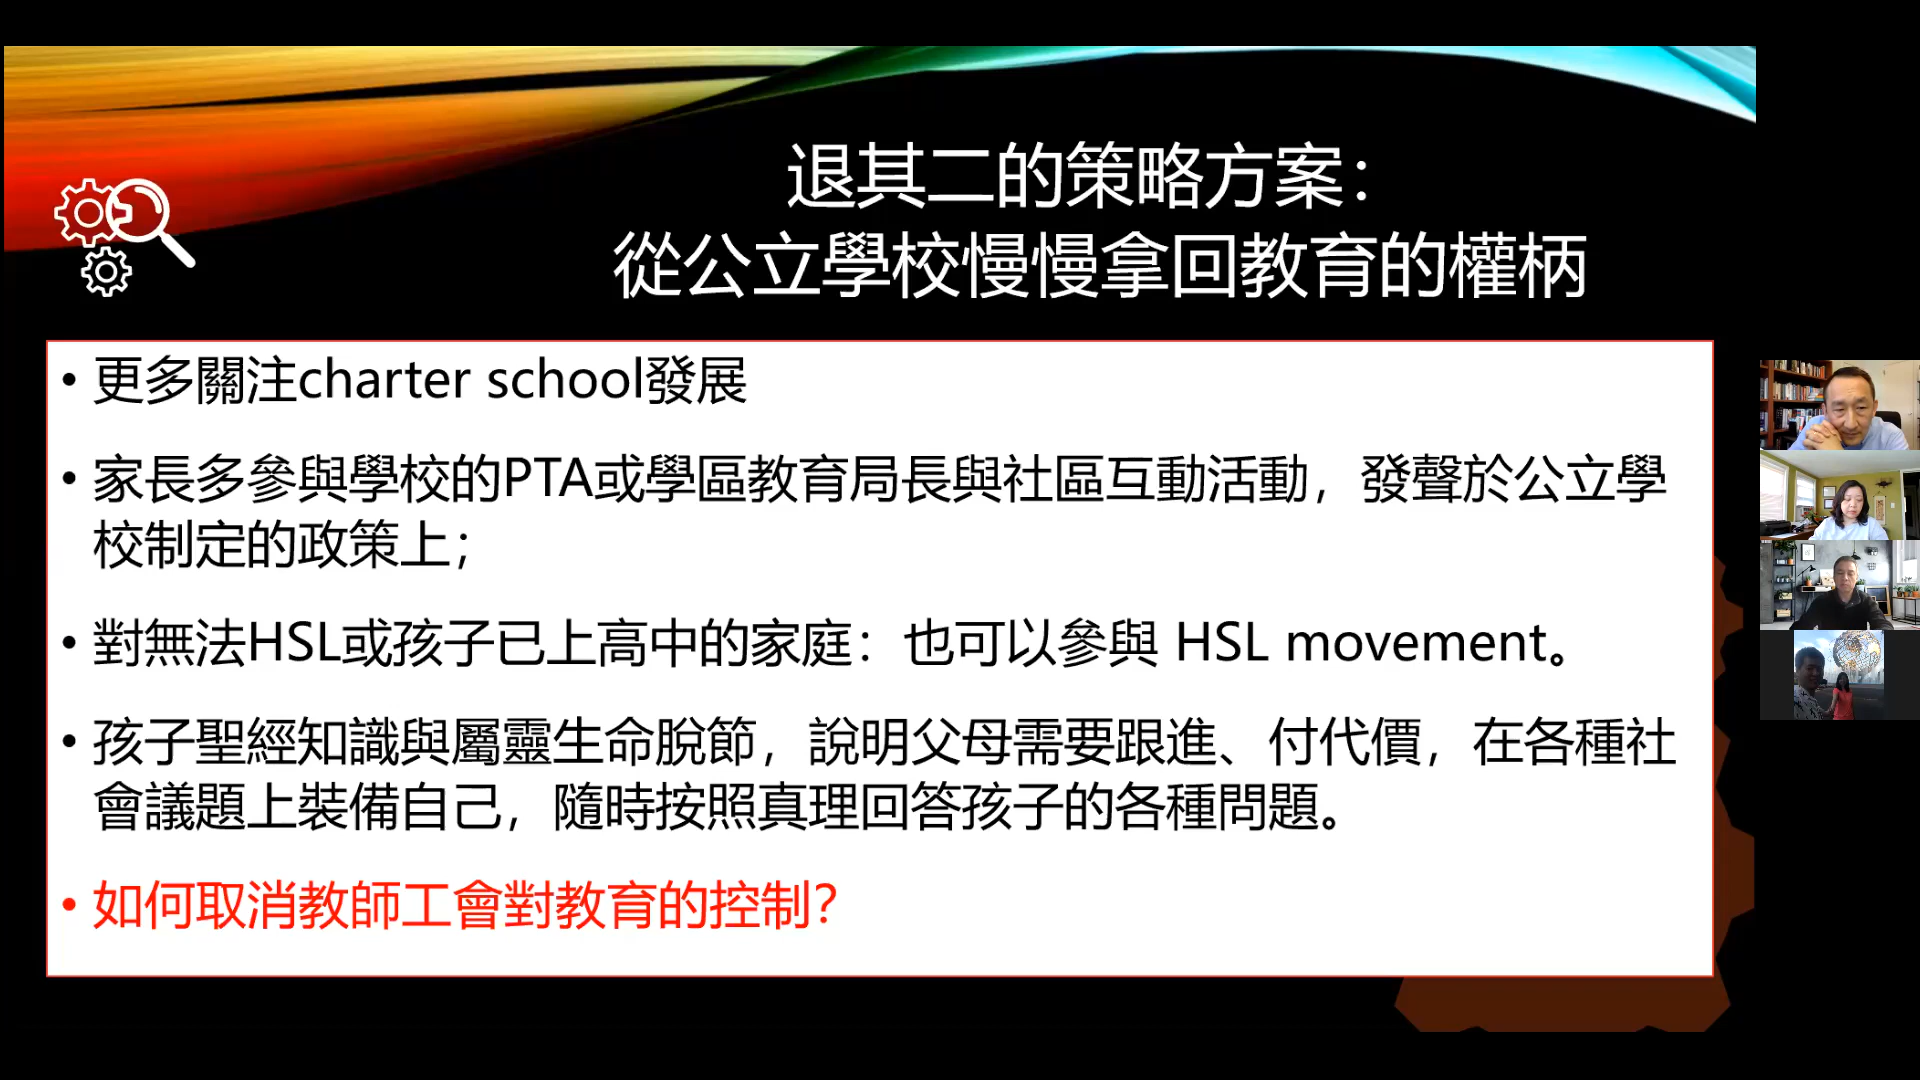 退其二的策略方案：
從公立學校慢慢拿回教育的權柄
• 更多關注charter school發展
• 家長多參與學校的PTA或學區教育局長與社區互動活動，發聲於公立學
校制定的政策上；
• 對無法HSL或孩子已上高中的家庭：也可以參與 HSL movement。
• 孩子聖經知識與屬靈生命脫節，說明父母需要跟進、付代價，在各種社
會議題上裝備自己，隨時按照真理回答孩子的各種問題。
• 如何取消教師工會對教育的控制？